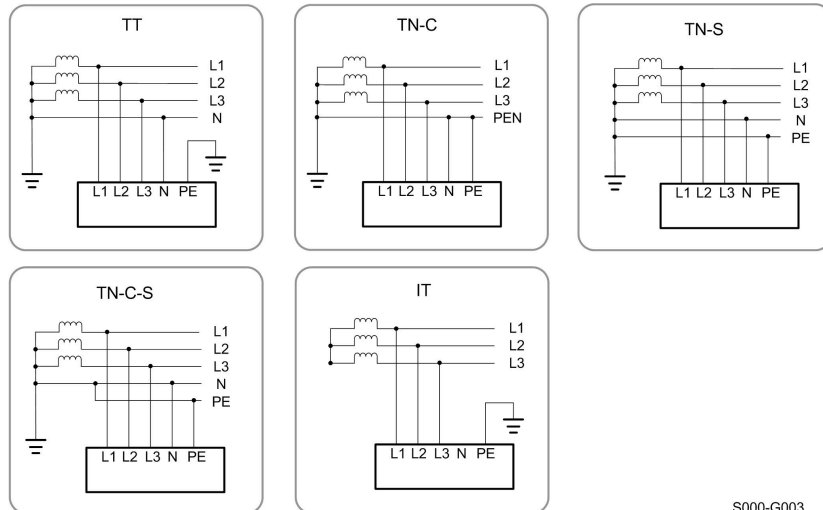 TT
L1
L2
L3
N
L1 L2 L3 N PE
TN-C
L1
L2
L3
PEN
L1 L2 L3 N PE
TN-S
L1
L2
L3
N
PE
L1 L2 L3 N PE
TN-C-S
L1
L2
L3
N
PE
L1 L2 L3 N PE
IT
L1
L2
L3
L1 L2 L3 N PE
S000-G003